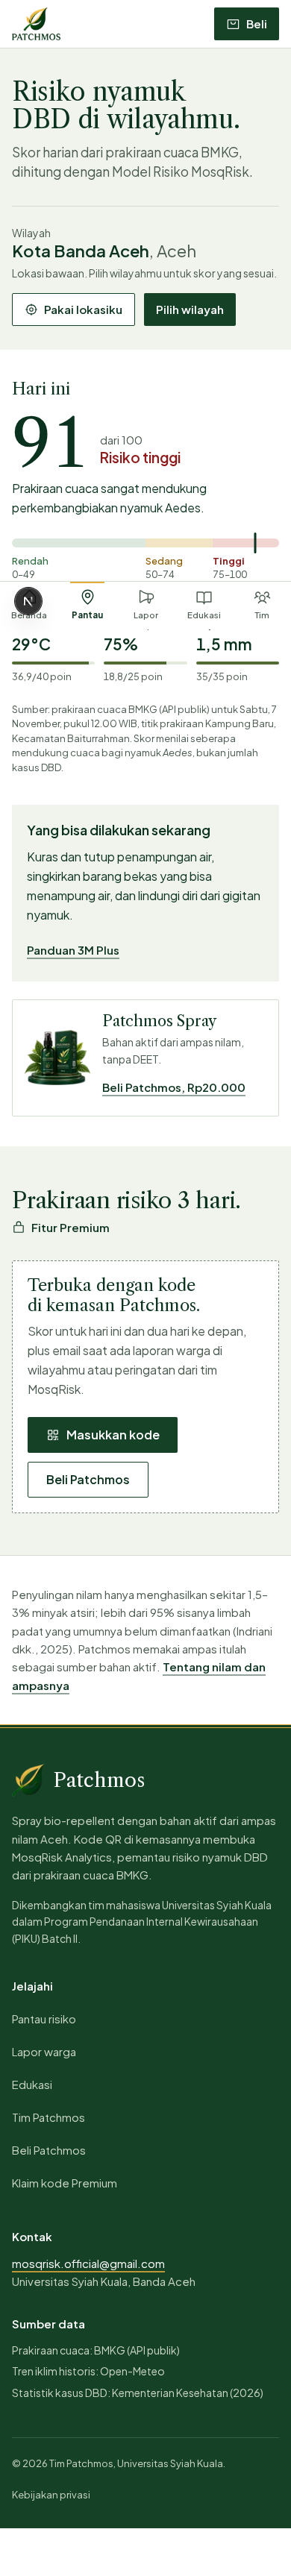 PATCHMOS
Beli
Risiko nyamuk
DBD di wilayahmu.
Skor harian dari prakiraan cuaca BMKG,
dihitung dengan Model Risiko MosqRisk.
Wilayah
Kota Banda Aceh, Aceh
Lokasi bawaan. Pilih wilayahmu untuk skor yang sesuai.
Pakai lokasiku
Pilih wilayah
Hari ini
91
dari 100
Risiko tinggi
Prakiraan cuaca sangat mendukung
perkembangbiakan nyamuk Aedes.
Rendah
0–49
Sedang
50–74
Tinggi
75–100
N
Beranda
Pantau
Lapor
Edukasi
Tim
29°C
75%
1,5 mm
36,9/40 poin
18,8/25 poin
35/35 poin
Sumber: prakiraan cuaca BMKG (API publik) untuk Sabtu, 7
November, pukul 12.00 WIB, titik prakiraan Kampung Baru,
Kecamatan Baiturrahman. Skor menilai seberapa
mendukung cuaca bagi nyamuk Aedes, bukan jumlah
kasus DBD.
Yang bisa dilakukan sekarang
Kuras dan tutup penampungan air,
singkirkan barang bekas yang bisa
menampung air, dan lindungi diri dari gigitan
nyamuk.
Panduan 3M Plus
Patchmos Spray
Bahan aktif dari ampas nilam,
tanpa DEET.
Beli Patchmos, Rp20.000
Prakiraan risiko 3 hari.
Fitur Premium
Terbuka dengan kode
di kemasan Patchmos.
Skor untuk hari ini dan dua hari ke depan,
plus email saat ada laporan warga di
wilayahmu atau peringatan dari tim
MosqRisk.
Masukkan kode
Beli Patchmos
Penyulingan nilam hanya menghasilkan sekitar 1,5–
3% minyak atsiri; lebih dari 95% sisanya limbah
padat yang umumnya belum dimanfaatkan (Indriani
dkk., 2025). Patchmos memakai ampas itulah
sebagai sumber bahan aktif. Tentang nilam dan
ampasnya
Patchmos
Spray bio-repellent dengan bahan aktif dari ampas
nilam Aceh. Kode QR di kemasannya membuka
MosqRisk Analytics, pemantau risiko nyamuk DBD
dari prakiraan cuaca BMKG.
Dikembangkan tim mahasiswa Universitas Syiah Kuala
dalam Program Pendanaan Internal Kewirausahaan
(PIKU) Batch II.
Jelajahi
Pantau risiko
Lapor warga
Edukasi
Tim Patchmos
Beli Patchmos
Klaim kode Premium
Kontak
mosqrisk.official@gmail.com
Universitas Syiah Kuala, Banda Aceh
Sumber data
Prakiraan cuaca: BMKG (API publik)
Tren iklim historis: Open-Meteo
Statistik kasus DBD: Kementerian Kesehatan (2026)
© 2026 Tim Patchmos, Universitas Syiah Kuala.
Kebijakan privasi